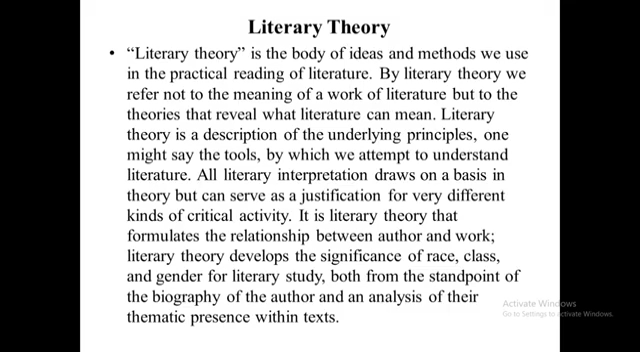 Literary Theory
• “Literary theory” is the body of ideas and methods we use
in the practical reading of literature. By literary theory we
refer not to the meaning of a work of literature but to the
theories that reveal what literature can mean. Literary
theory is a description of the underlying principles, one
might say the tools, by which we attempt to understand
literature. All literary interpretation draws on a basis in
theory but can serve as a justification for very different
kinds of critical activity. It is literary theory that
formulates the relationship between author and work;
literary theory develops the significance of race, class,
and gender for literary study, both from the standpoint of
the biography of the author and an analysis of their
thematic presence within texts.
Activate Windows
Go to Settings to activate Windows.